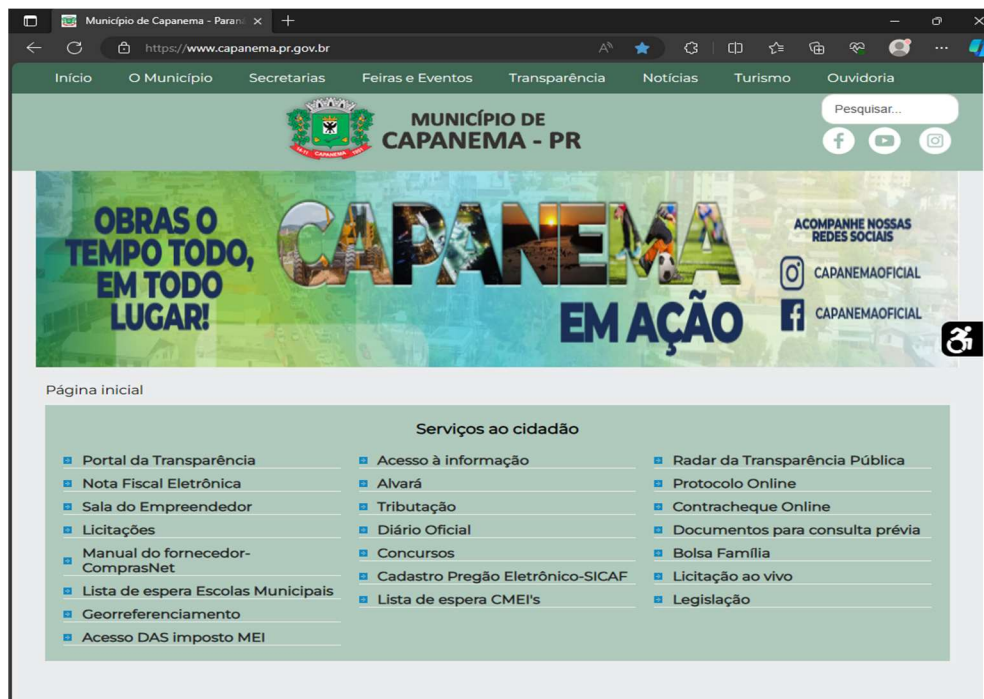 Município de Capanema - Paran
https://www.capanema.pr.gov.br
Início O Município Secretarias Feiras e Eventos Transparência Notícias Turismo Ouvidoria
CAPANEMA
MUNICÍPIO DE
CAPANEMA - PR
Pesquisar...
OBRAS O
TEMPO TODO,
EM TODO
LUGAR!
CAPANEMA
EM AÇÃO
ACOMPANHE NOSSAS
REDES SOCIAIS
CAPANEMAOFICIAL
CAPANEMAOFICIAL
Página inicial
Serviços ao cidadão
Portal da Transparência
Nota Fiscal Eletrônica
Sala do Empreendedor
Licitações
Manual do fornecedor-
ComprasNet
Lista de espera Escolas Municipais
Georreferenciamento
Acesso DAS imposto MEI
Acesso à informação
Alvará
Tributação
Diário Oficial
Concursos
Cadastro Pregão Eletrônico-SICAF
Lista de espera CMEI's
Radar da Transparência Pública
Protocolo Online
Contracheque Online
Documentos para consulta prévia
Bolsa Família
Licitação ao vivo
Legislação